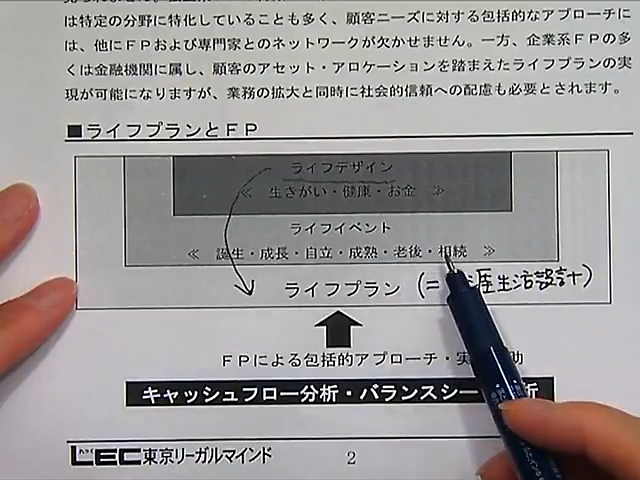 は特定の分野に特化していることも多く、顧客ニーズに対する包括的なアプローチに
は、他にＦＰおよび専門家とのネットワークが欠かせません。一方、企業系ＦＰの多
くは金融機関に属し、顧客のアセット・アロケーションを踏まえたライフプランの実
現が可能になりますが、業務の拡大と同時に社会的信頼への配慮も必要とされます。
■ライフプランとＦＰ
ライフデザイン
≪ 生きがい・健康・お金 ≫
ライフイベント
≪ 誕生・成長・自立・成熟・老後・相続 ≫
ライフプラン (= 涯生活設計)
ＦＰによる包括的アプローチ・実 助
キャッシュフロー分析・バランスシー 析
LEC東京リーガルマインド 2